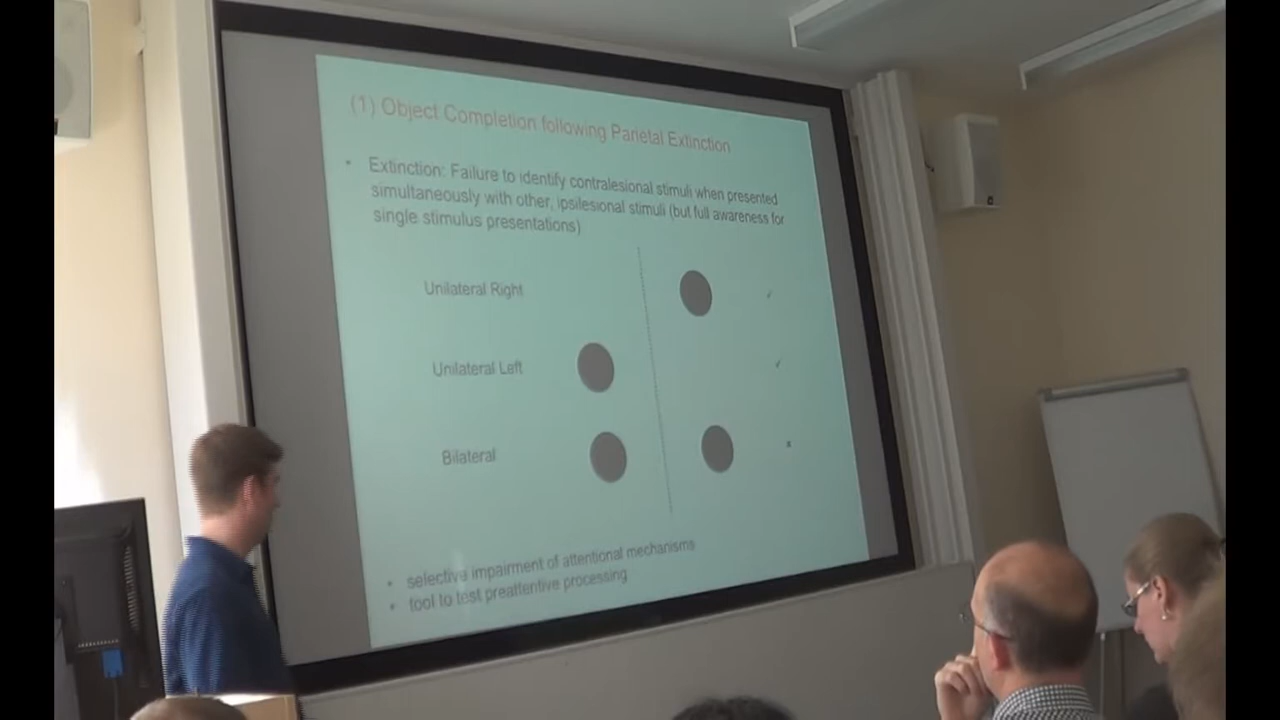 (1) Object Completion following Parietal Extinction
• Extinction: Failure to identify contralesional stimuli when presented
simultaneously with other, ipsilesional stimuli (but full awareness for
single stimulus presentations)
Unilateral Right
✓
Unilateral Left
✓
Bilateral
x
• selective impairment of attentional mechanisms
• tool to test preattentive processing